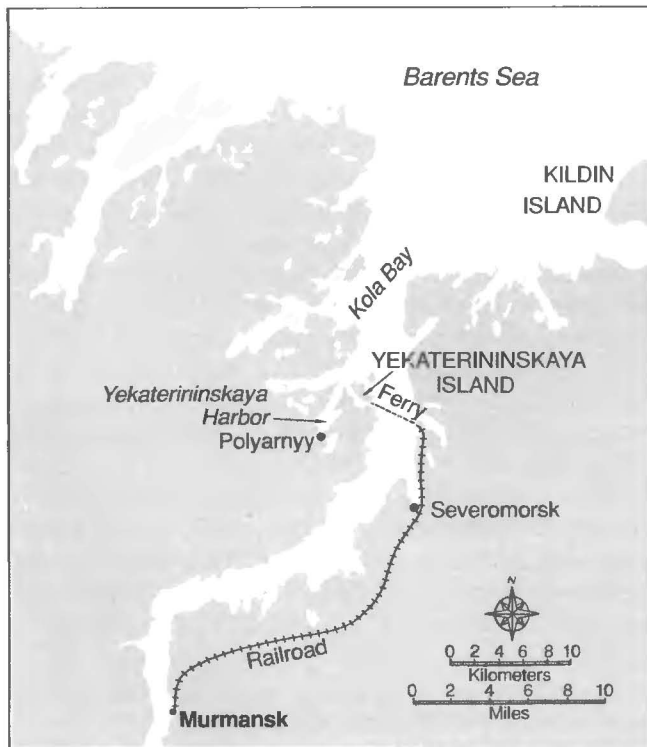 Barents Sea
KILDIN
ISLAND
Kola Bay
YEKATERININSKAYA
ISLAND
Yekaterininskaya
Harbor
Ferry
Polyarnyy
Severomorsk
N
0 2 4 5 6 8 10
Kilometers
Railroad
0 2 4 6 8 10
Miles
Murmansk